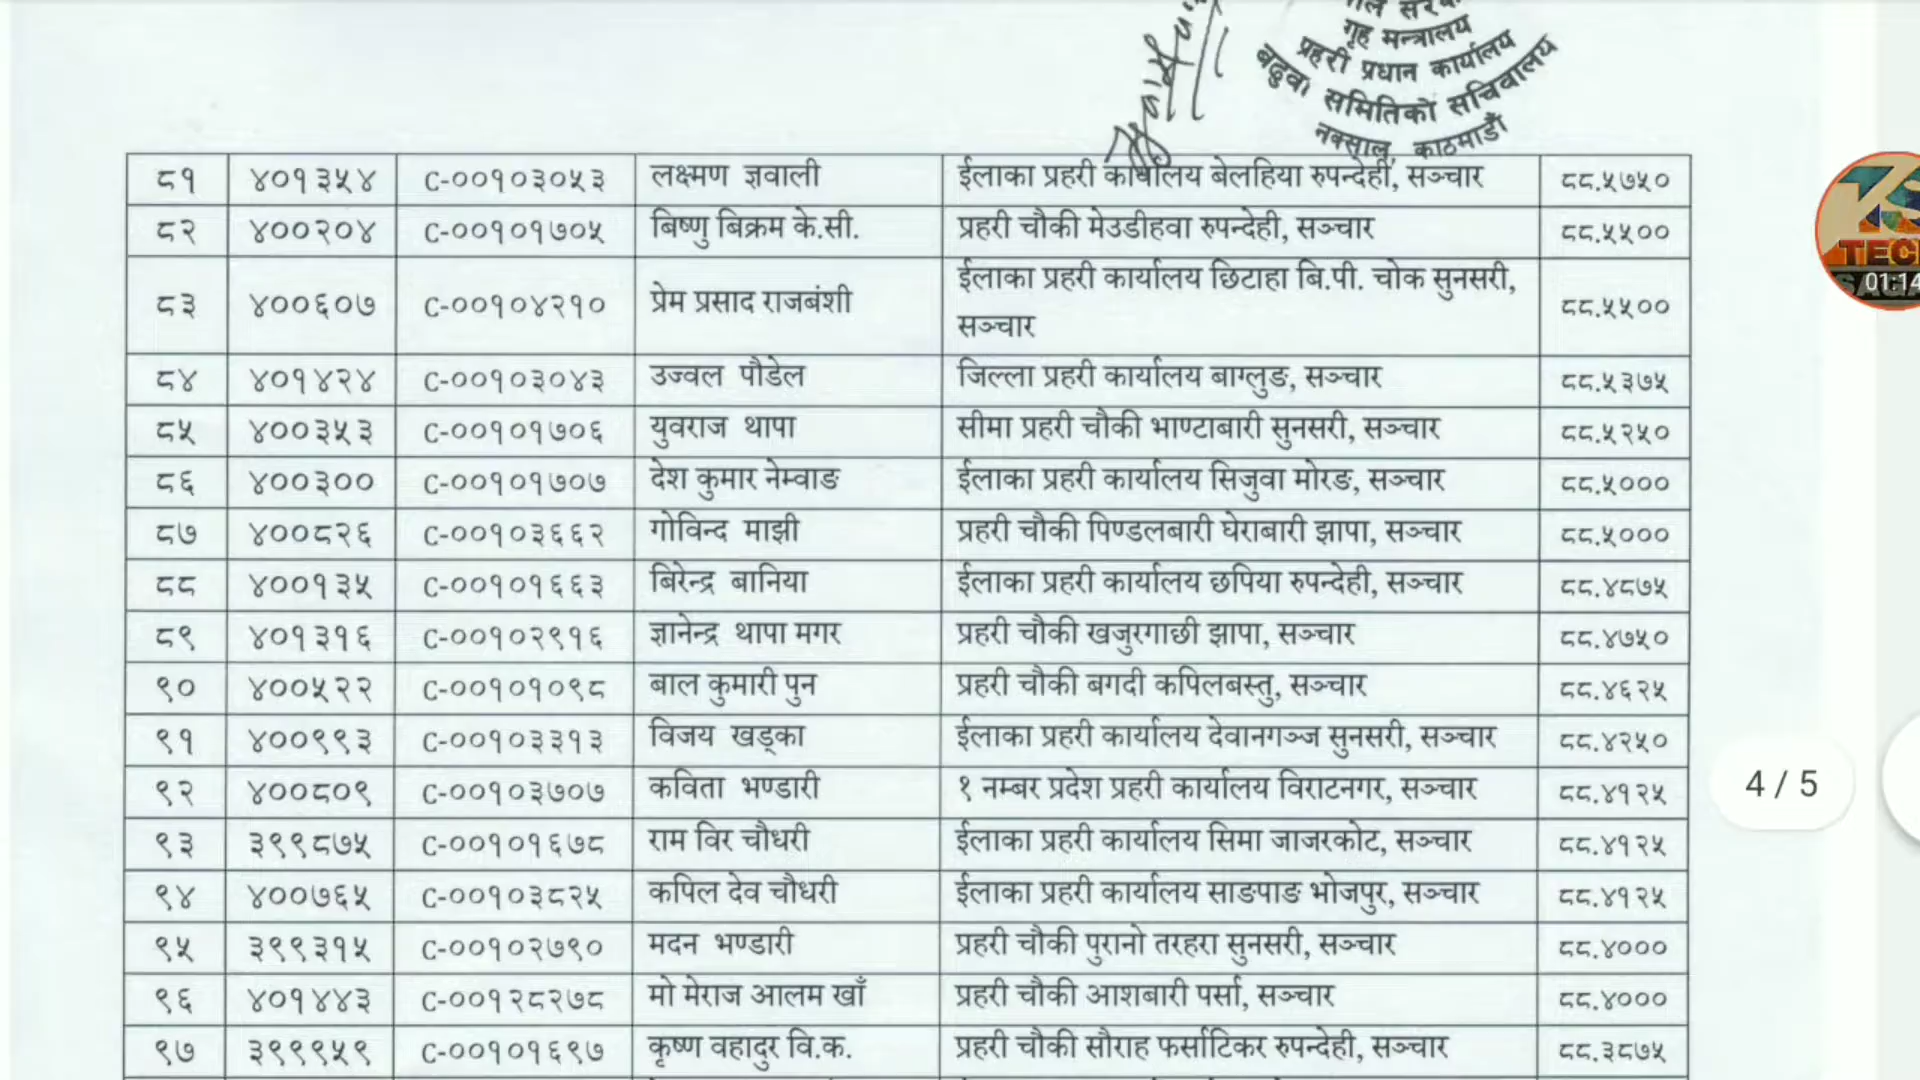 गृह मन्त्रालय
प्रहरी प्रधान कार्यालय
बढुवा समितिको सचिवालय
नक्साल, काठमाडौं
८१ ४०१३५४ C-००१०३०५३ लक्ष्मण ज्ञवाली ईलाका प्रहरी कार्यालय बेलहिया रुपन्देही, सञ्चार ८८.५७५०
८२ ४००२०४ C-००१०१७०५ बिष्णु बिक्रम के.सी. प्रहरी चौकी मेउडीहवा रुपन्देही, सञ्चार ८८.५५००
८३ ४००६०७ C-००१०४२१० प्रेम प्रसाद राजबंशी ईलाका प्रहरी कार्यालय छिटाहा बि.पी. चोक सुनसरी,
सञ्चार ८८.५५००
८४ ४०१४२४ C-००१०३०४३ उज्वल पौडेल जिल्ला प्रहरी कार्यालय बाग्लुङ, सञ्चार ८८.५३७५
८५ ४००३५३ C-००१०१७०६ युवराज थापा सीमा प्रहरी चौकी भाण्टाबारी सुनसरी, सञ्चार ८८.५२५०
८६ ४००३०० C-००१०१७०७ देश कुमार नेम्वाङ ईलाका प्रहरी कार्यालय सिजुवा मोरङ, सञ्चार ८८.५०००
८७ ४००८२६ C-००१०३६६२ गोविन्द माझी प्रहरी चौकी पिण्डलबारी घेराबारी झापा, सञ्चार ८८.५०००
८८ ४००१३५ C-००१०१६६३ बिरेन्द्र बानिया ईलाका प्रहरी कार्यालय छपिया रुपन्देही, सञ्चार ८८.४८७५
८९ ४०१३१६ C-००१०२९१६ ज्ञानेन्द्र थापा मगर प्रहरी चौकी खजुरगाछी झापा, सञ्चार ८८.४७५०
९० ४००५२२ C-००१०१०९८ बाल कुमारी पुन प्रहरी चौकी बगदी कपिलबस्तु, सञ्चार ८८.४६२५
९१ ४००९९३ C-००१०३३१३ विजय खड्का ईलाका प्रहरी कार्यालय देवानगञ्ज सुनसरी, सञ्चार ८८.४२५०
९२ ४००८०९ C-००१०३७०७ कविता भण्डारी १ नम्बर प्रदेश प्रहरी कार्यालय विराटनगर, सञ्चार ८८.४१२५
९३ ३९९८७५ C-००१०१६७८ राम विर चौधरी ईलाका प्रहरी कार्यालय सिमा जाजरकोट, सञ्चार ८८.४१२५
९४ ४००७६५ C-००१०३८२५ कपिल देव चौधरी ईलाका प्रहरी कार्यालय साङपाङ भोजपुर, सञ्चार ८८.४१२५
९५ ३९९३१५ C-००१०२७९० मदन भण्डारी प्रहरी चौकी पुरानो तरहरा सुनसरी, सञ्चार ८८.४०००
९६ ४०१४४३ C-००१२८२७८ मो मेराज आलम खाँ प्रहरी चौकी आशबारी पर्सा, सञ्चार ८८.४०००
९७ ३९९९५९ C-००१०१६९७ कृष्ण वहादुर वि.क. प्रहरी चौकी सौराह फर्साटिकर रुपन्देही, सञ्चार ८८.३८७५
TEC
01:14
4 / 5